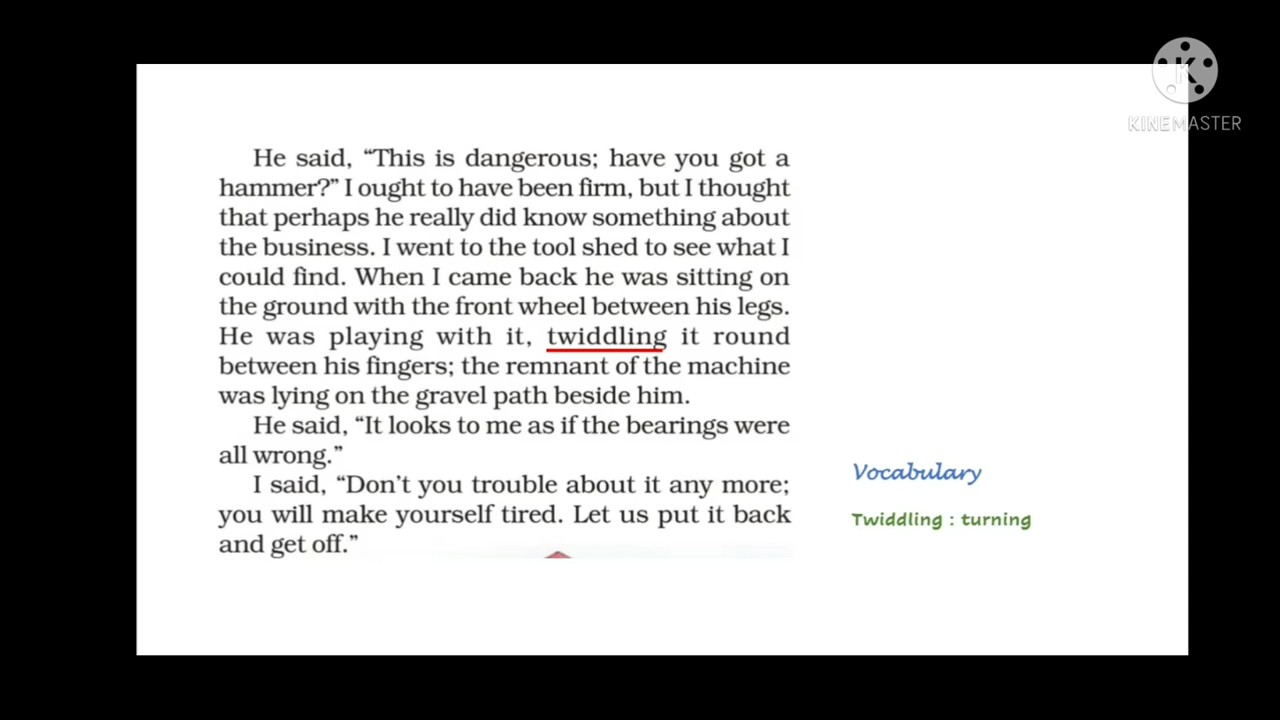 KINEMASTER
He said, “This is dangerous; have you got a
hammer?” I ought to have been firm, but I thought
that perhaps he really did know something about
the business. I went to the tool shed to see what I
could find. When I came back he was sitting on
the ground with the front wheel between his legs.
He was playing with it, twiddling it round
between his fingers; the remnant of the machine
was lying on the gravel path beside him.
He said, “It looks to me as if the bearings were
all wrong.”
I said, “Don’t you trouble about it any more;
you will make yourself tired. Let us put it back
and get off.”
Vocabulary
Twiddling : turning